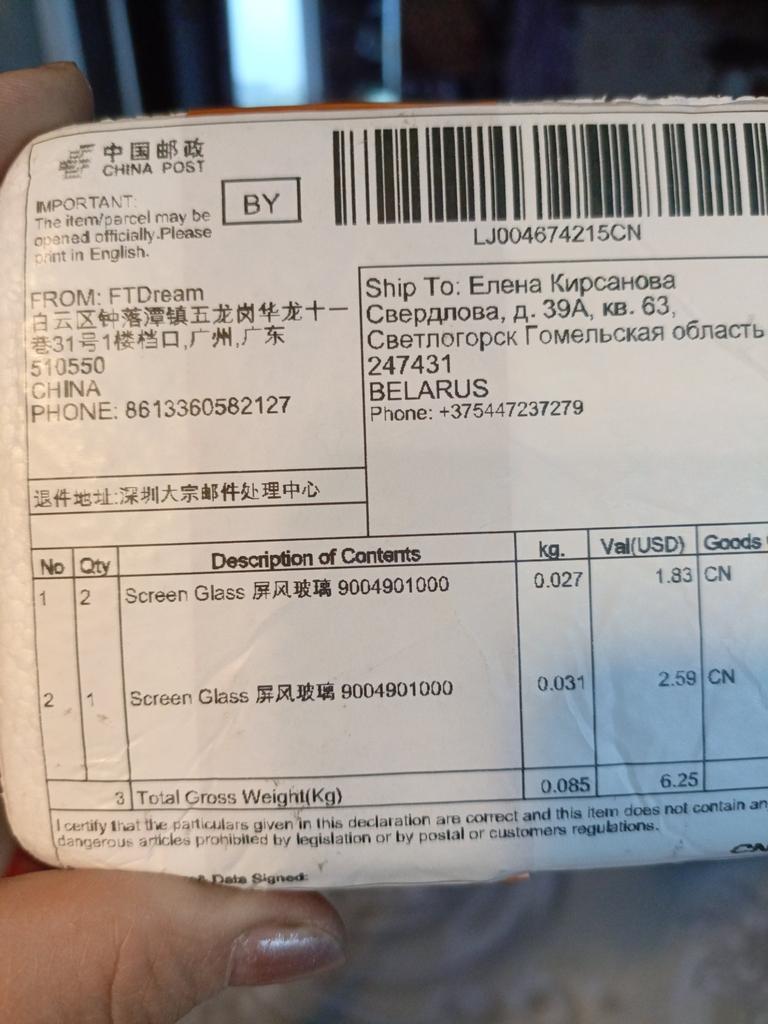 中国邮政
CHINA POST
IMPORTANT:
The item/parcel may be
opened officially.Please
print in English.
BY
LJ004674215CN
FROM: FTDream
白云区钟落潭镇五龙岗华龙十一
巷31号1楼档口,广州,广东
510550
CHINA
PHONE: 8613360582127
Ship To: Елена Кирсанова
Свердлова, д. 39А, кв. 63,
Светлогорск Гомельская область
247431
BELARUS
Phone: +375447237279
退件地址:深圳大宗邮件处理中心
No Qty Description of Contents kg. Val(USD) Goods
1 2 Screen Glass 屏风玻璃 9004901000 0.027 1.83 CN
2 1 Screen Glass 屏风玻璃 9004901000 0.031 2.59 CN
3 Total Gross Weight(Kg) 0.085 6.25
I certify that the particulars given in this declaration are correct and this item does not contain
dangerous articles prohibited by legislation or by postal or customers regulations.
Data Signed: